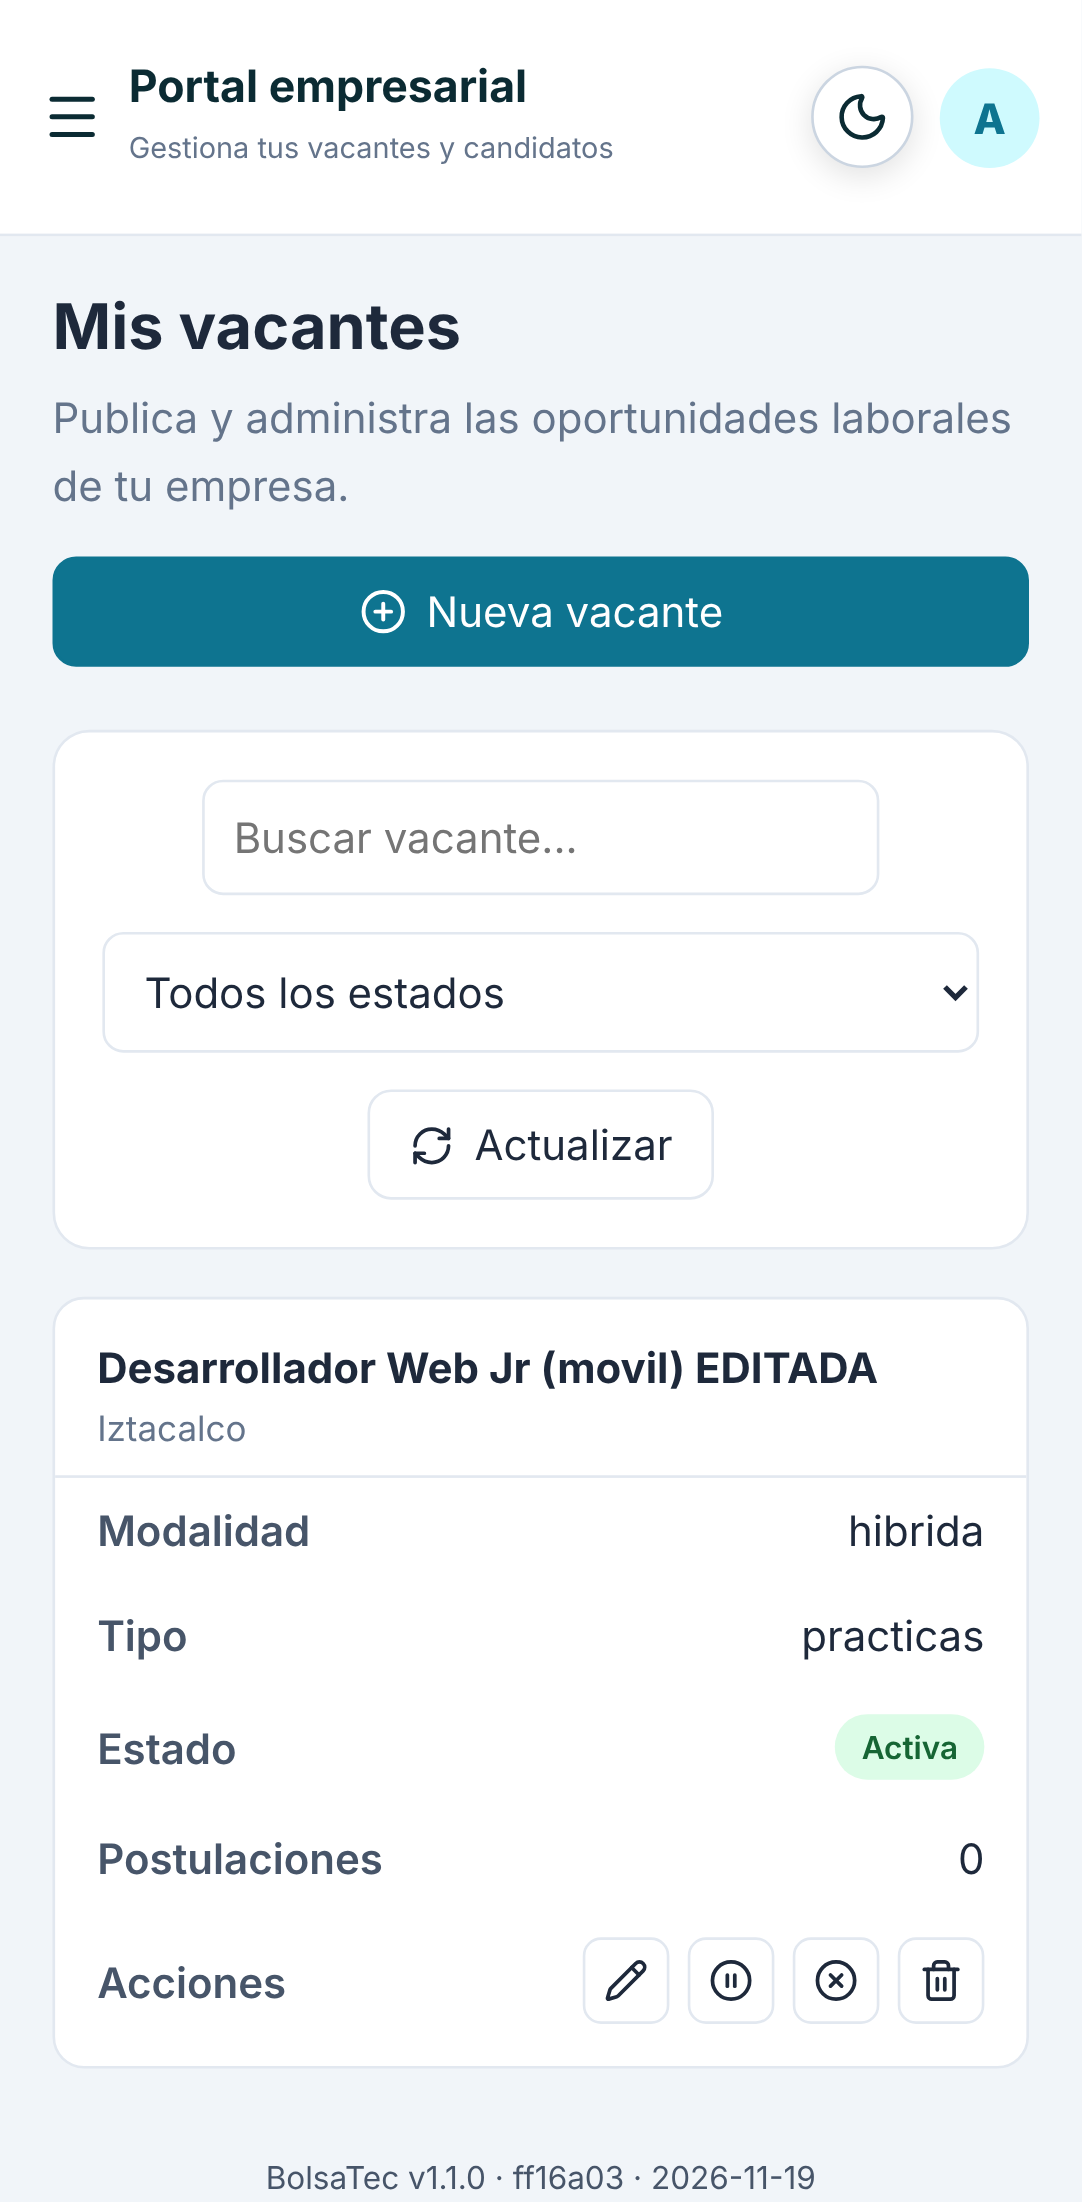 Portal empresarial
Gestiona tus vacantes y candidatos
A
Mis vacantes
Publica y administra las oportunidades laborales
de tu empresa.
Nueva vacante
Buscar vacante...
Todos los estados
Actualizar
Desarrollador Web Jr (movil) EDITADA
Iztacalco
Modalidad hibrida
Tipo practicas
Estado Activa
Postulaciones 0
Acciones
BolsaTec v1.1.0 · ff16a03 · 2026-11-19